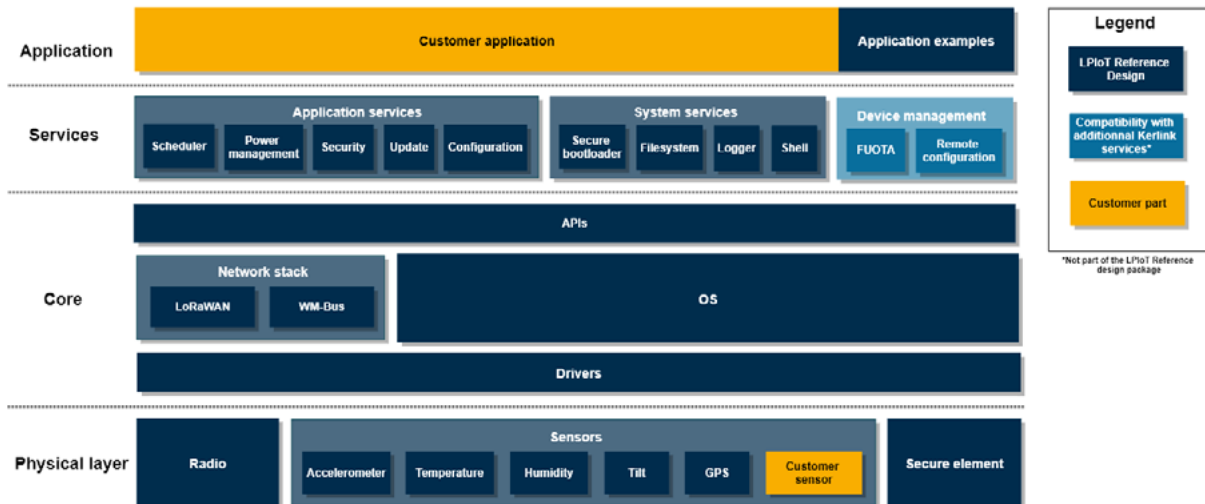 Application
Customer application
Application examples
Services
Application services
Scheduler
Power
management
Security
Update
Configuration
System services
Secure
bootloader
Filesystem
Logger
Shell
Device management
FUOTA
Remote
configuration
Core
APIs
Network stack
LoRaWAN
WM-Bus
OS
Drivers
Physical layer
Radio
Sensors
Accelerometer
Temperature
Humidity
Tilt
GPS
Customer
sensor
Secure element
Legend
LPIoT Reference
Design
Compatibility with
additionnal Kerlink
services*
Customer part
*Not part of the LPIoT Reference
design package